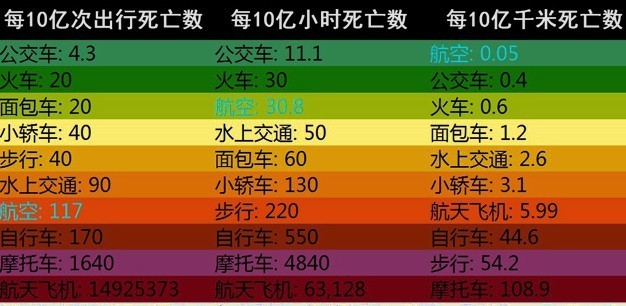 每10亿次出行死亡数 每10亿小时死亡数 每10亿千米死亡数
公交车: 4.3 公交车: 11.1 航空: 0.05
火车: 20 火车: 30 公交车: 0.4
面包车: 20 航空: 30.8 火车: 0.6
小轿车: 40 水上交通: 50 面包车: 1.2
步行: 40 面包车: 60 水上交通: 2.6
水上交通: 90 小轿车: 130 小轿车: 3.1
航空: 117 步行: 220 航天飞机: 5.99
自行车: 170 自行车: 550 自行车: 44.6
摩托车: 1640 摩托车: 4840 步行: 54.2
航天飞机: 14925373 航天飞机: 63,128 摩托车: 108.9